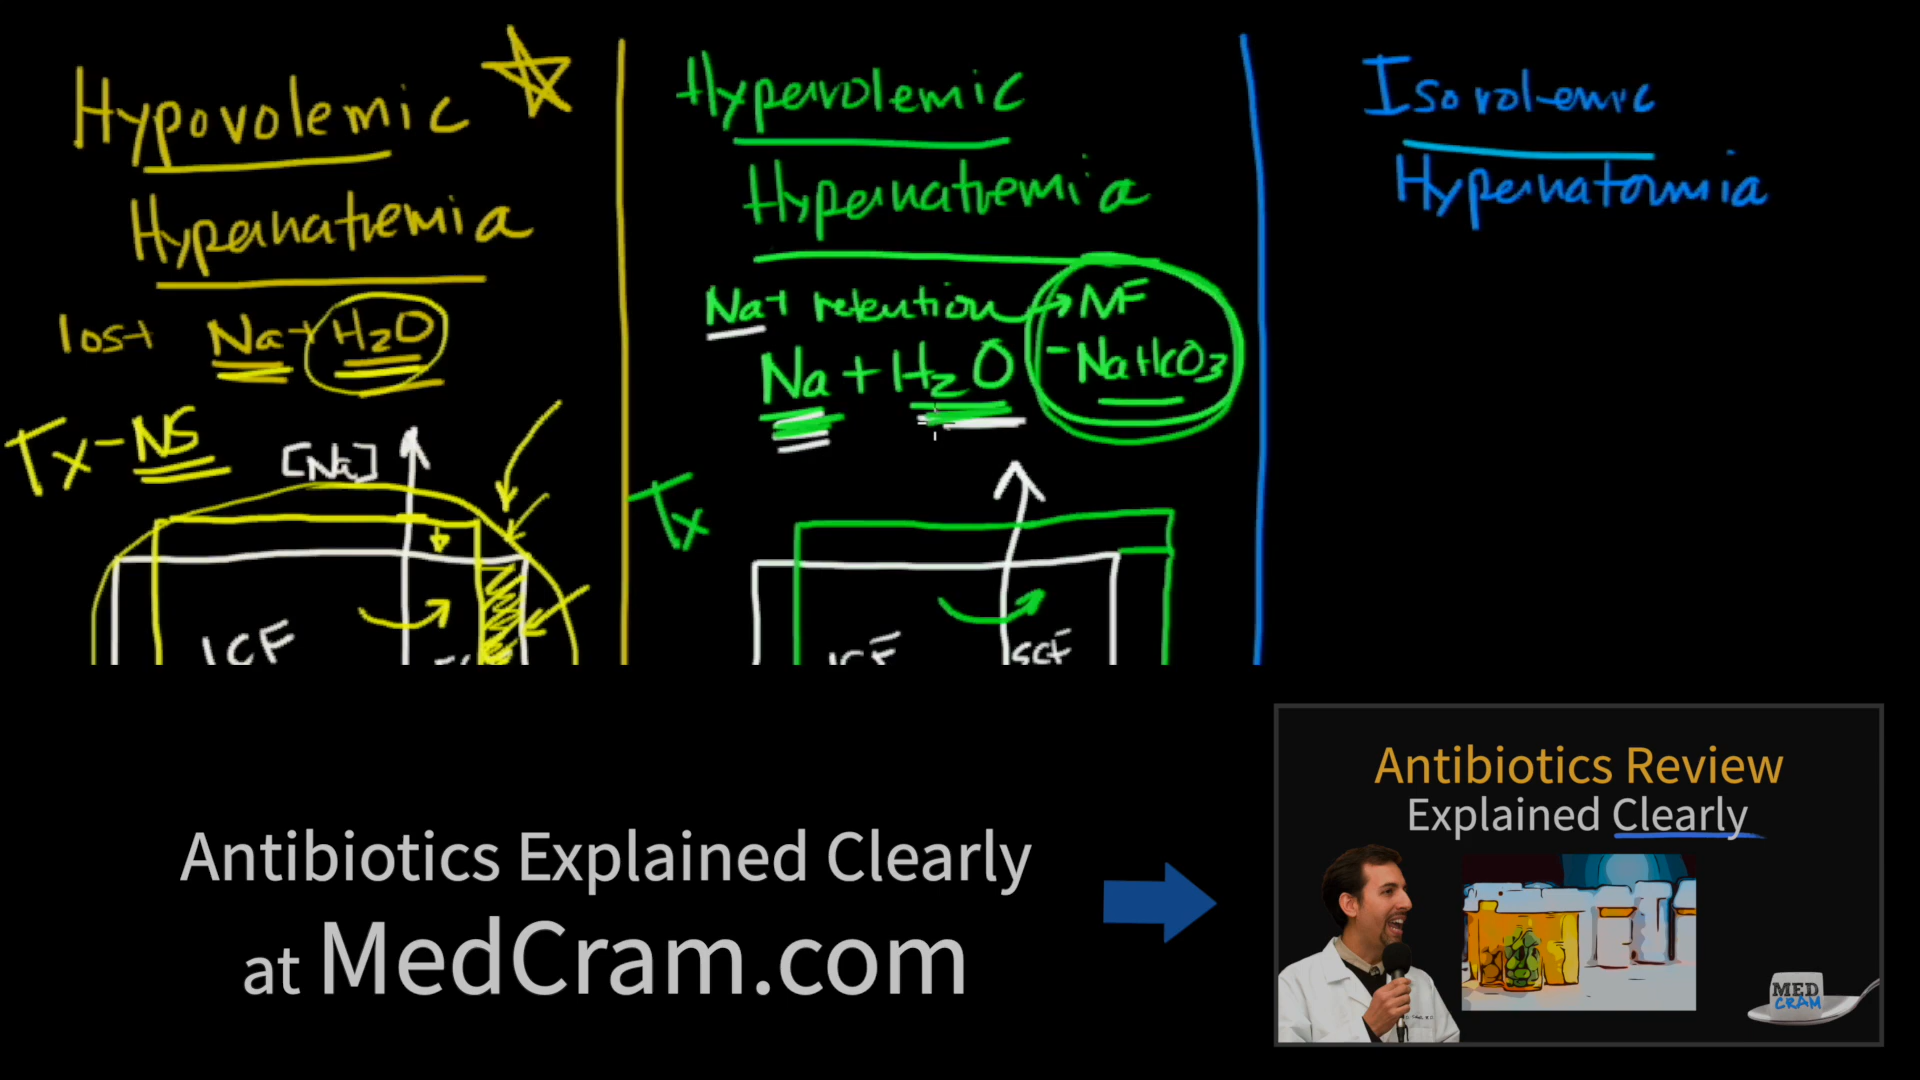 Hypovolemic
Hypernatremia
lost Na + H2O
Tx - NS
[Na]
ICF
Hypervolemic
Hypernatremia
Na+ retention → NF
- NaHCO3
Na + H2O
Tx
ICF
ECF
Isovolemic
Hypernatormia
Antibiotics Explained Clearly
at MedCram.com
Antibiotics Review
Explained Clearly
MED
CRAM